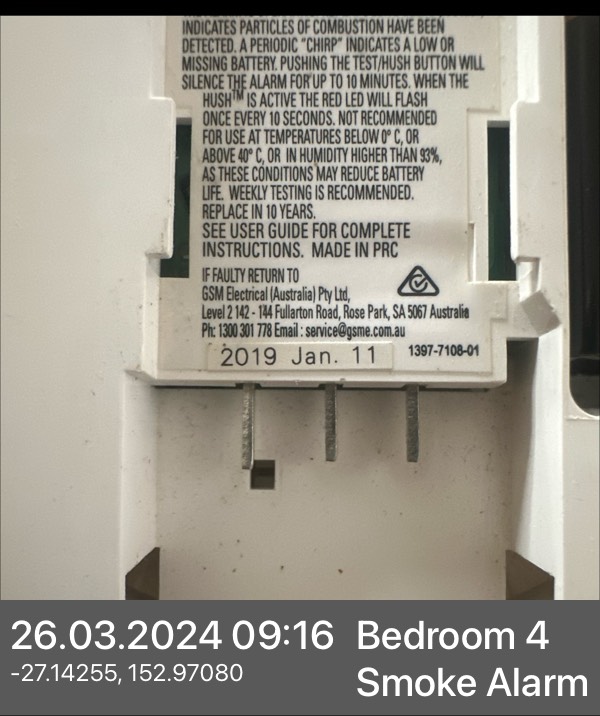 INDICATES PARTICLES OF COMBUSTION HAVE BEEN
DETECTED. A PERIODIC "CHIRP" INDICATES A LOW OR
MISSING BATTERY. PUSHING THE TEST/HUSH BUTTON WILL
SILENCE THE ALARM FOR UP TO 10 MINUTES. WHEN THE
HUSH™ IS ACTIVE THE RED LED WILL FLASH
ONCE EVERY 10 SECONDS. NOT RECOMMENDED
FOR USE AT TEMPERATURES BELOW 0° C, OR
ABOVE 40° C, OR IN HUMIDITY HIGHER THAN 93%,
AS THESE CONDITIONS MAY REDUCE BATTERY
LIFE. WEEKLY TESTING IS RECOMMENDED.
REPLACE IN 10 YEARS.
SEE USER GUIDE FOR COMPLETE
INSTRUCTIONS. MADE IN PRC
IF FAULTY RETURN TO
GSM Electrical (Australia) Pty Ltd,
Level 2 142 - 144 Fullarton Road, Rose Park, SA 5067 Australia
Ph: 1300 301 778 Email : service@gsme.com.au
2019 Jan. 11 1397-7108-01
26.03.2024 09:16 Bedroom 4
-27.14255, 152.97080 Smoke Alarm